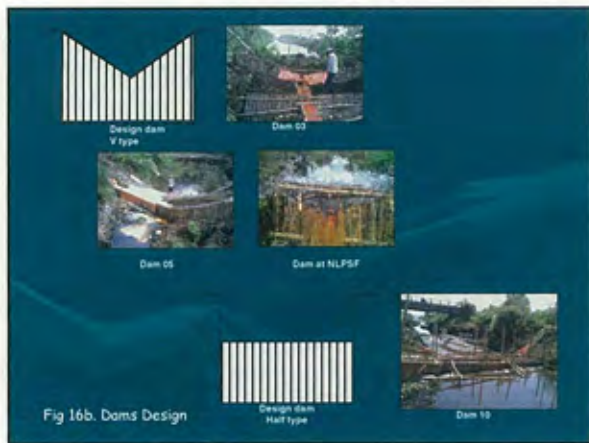 Design dam
V type
Dam 03
Dam 05
Dam at NLPSF
Design dam
Half type
Dam 10
Fig 16b. Dams Design